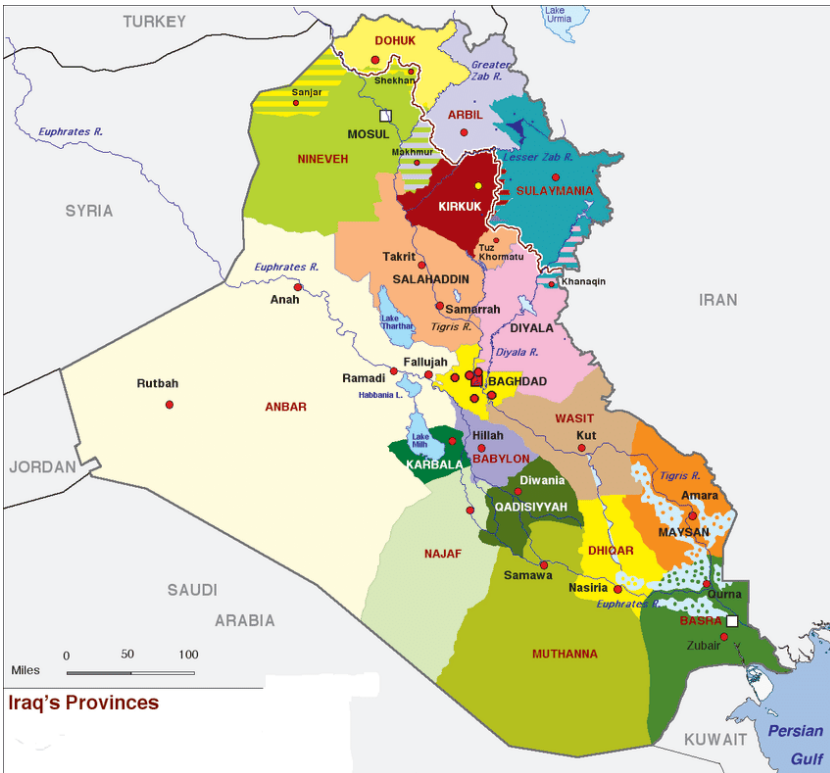 TURKEY
Lake
Urmia
DOHUK
Greater
Zab R.
Shekhan
Sanjar
ARBIL
MOSUL
Euphrates R.
Makhmur
Lesser Zab R.
NINEVEH
SULAYMANIA
KIRKUK
SYRIA
Tuz
Khormatu
Takrit
Euphrates R.
SALAHADDIN
Khanaqin
Anah
IRAN
Samarrah
Lake
Tharthar
Tigris R.
DIYALA
Diyala R.
Fallujah
Ramadi
BAGHDAD
Rutbah
Habbania L.
ANBAR
WASIT
Lake
Milh
Hillah
Kut
BABYLON
KARBALA
JORDAN
Tigris R.
Diwania
Amara
QADISIYYAH
MAYSAN
DHIQAR
NAJAF
Samawa
SAUDI
Nasiria
Qurna
Euphrates R.
ARABIA
BASRA
Zubair
MUTHANNA
Miles
0 50 100
Iraq's Provinces
KUWAIT
Persian
Gulf